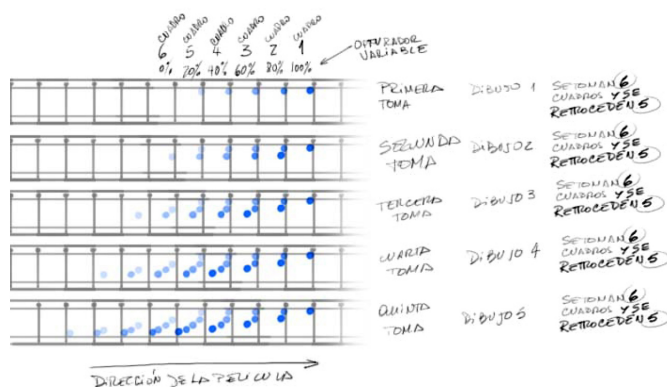 CUADRO CUADRO CUADRO CUADRO CUADRO CUADRO
6 5 4 3 2 1
0% 20% 40% 60% 80% 100%
OBTURADOR
VARIABLE
PRIMERA
TOMA
DIBUJO 1
SE TOMAN 6
CUADROS Y SE
RETROCEDEN 5
SEGUNDA
TOMA
DIBUJO 2
SE TOMAN 6
CUADROS Y SE
RETROCEDEN 5
TERCERA
TOMA
DIBUJO 3
SE TOMAN 6
CUADROS Y SE
RETROCEDEN 5
CUARTA
TOMA
DIBUJO 4
SE TOMAN 6
CUADROS Y SE
RETROCEDEN 5
QUINTA
TOMA
DIBUJO 5
SE TOMAN 6
CUADROS Y SE
RETROCEDEN 5
DIRECCIÓN DE LA PELICULA